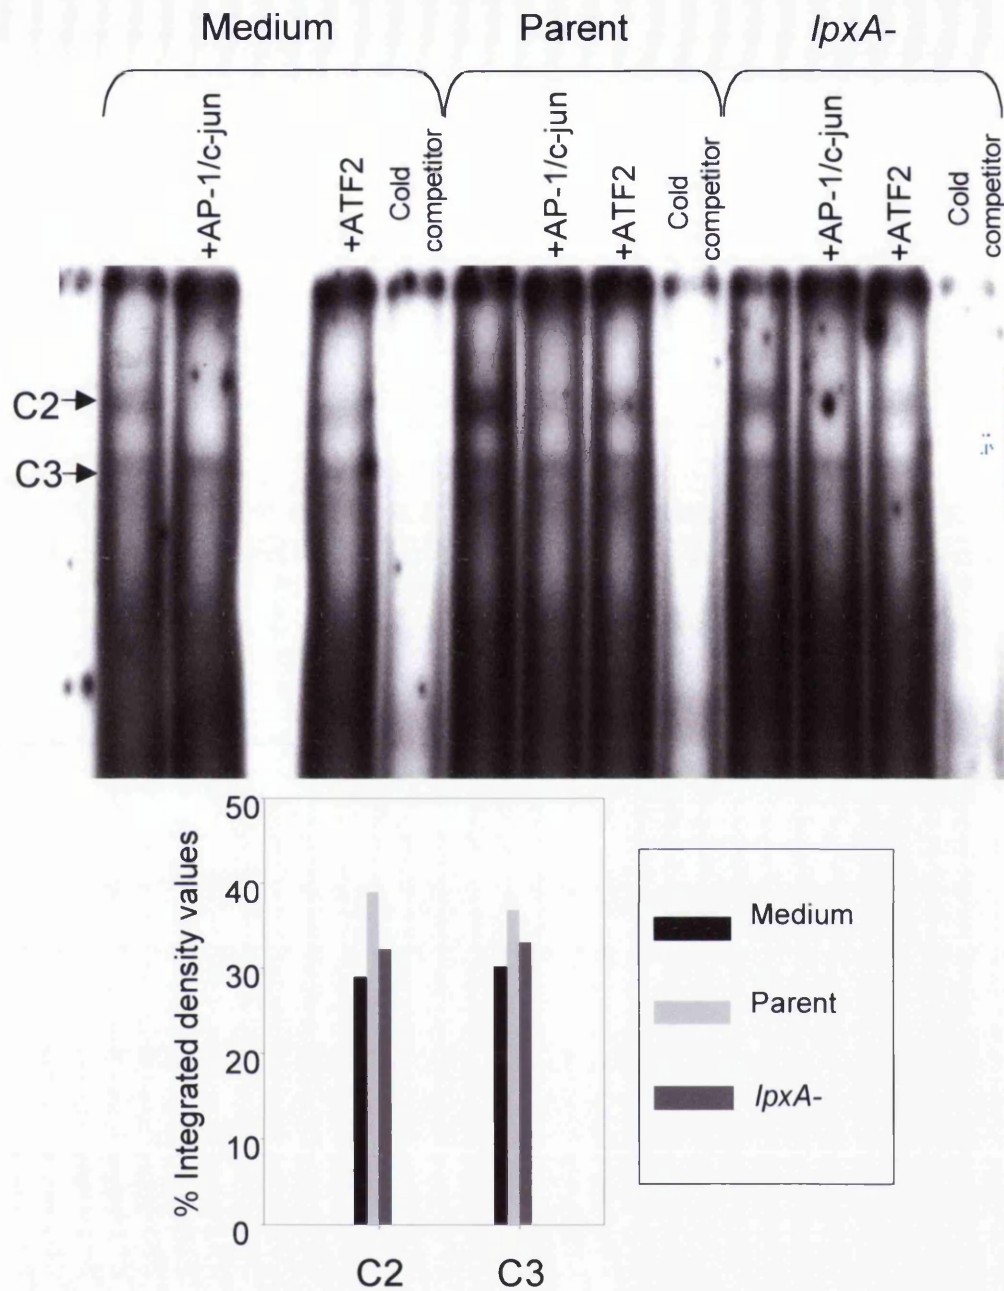 Medium Parent lpxA-
+AP-1/c-jun
+ATF2
Cold
competitor
+AP-1/c-jun
+ATF2
Cold
competitor
+AP-1/c-jun
+ATF2
Cold
competitor
C2
C3
% Integrated density values
50
40
30
20
10
0
C2 C3
Medium
Parent
lpxA-